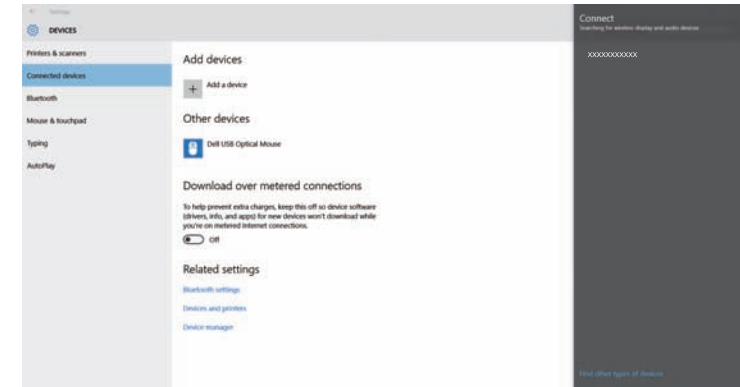 Settings
DEVICES
Printers & scanners
Connected devices
Bluetooth
Mouse & touchpad
Typing
AutoPlay
Add devices
Add a device
Other devices
Dell USB Optical Mouse
Download over metered connections
To help prevent extra charges, keep this off so device software
(drivers, info, and apps) for new devices won't download while
you're on metered Internet connections.
Off
Related settings
Bluetooth settings
Devices and printers
Device manager
Connect
Searching for wireless display and audio devices
xxxxxxxxxxx
Find other types of devices